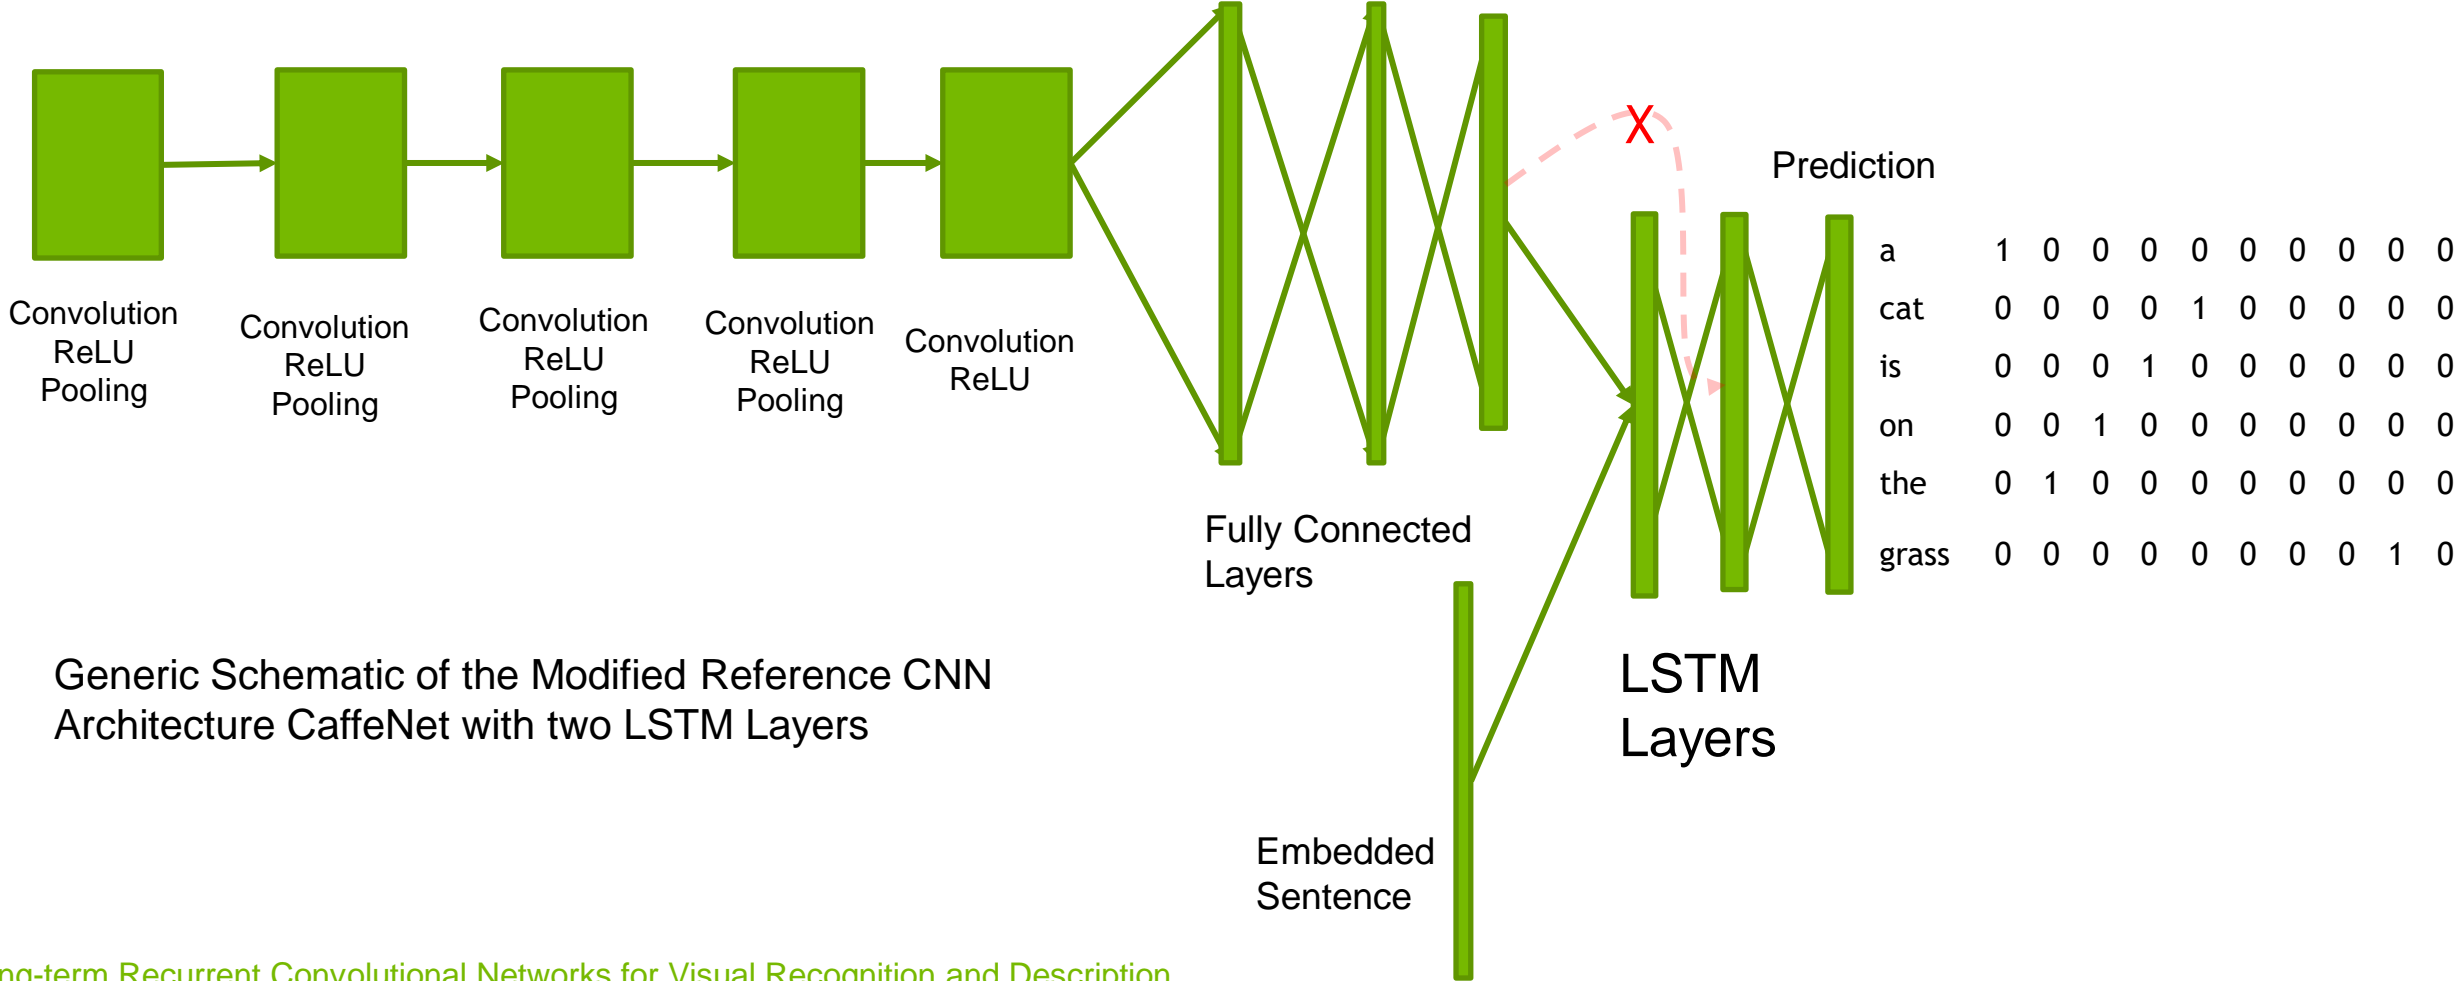 Convolution
ReLU
Pooling
Convolution
ReLU
Pooling
Convolution
ReLU
Pooling
Convolution
ReLU
Pooling
Convolution
ReLU
Fully Connected
Layers
X
Prediction
a 1 0 0 0 0 0 0 0 0 0
cat 0 0 0 0 1 0 0 0 0 0
is 0 0 0 1 0 0 0 0 0 0
on 0 0 1 0 0 0 0 0 0 0
the 0 1 0 0 0 0 0 0 0 0
grass 0 0 0 0 0 0 0 0 1 0
LSTM
Layers
Embedded
Sentence
Generic Schematic of the Modified Reference CNN
Architecture CaffeNet with two LSTM Layers
ng-term Recurrent Convolutional Networks for Visual Recognition and Description